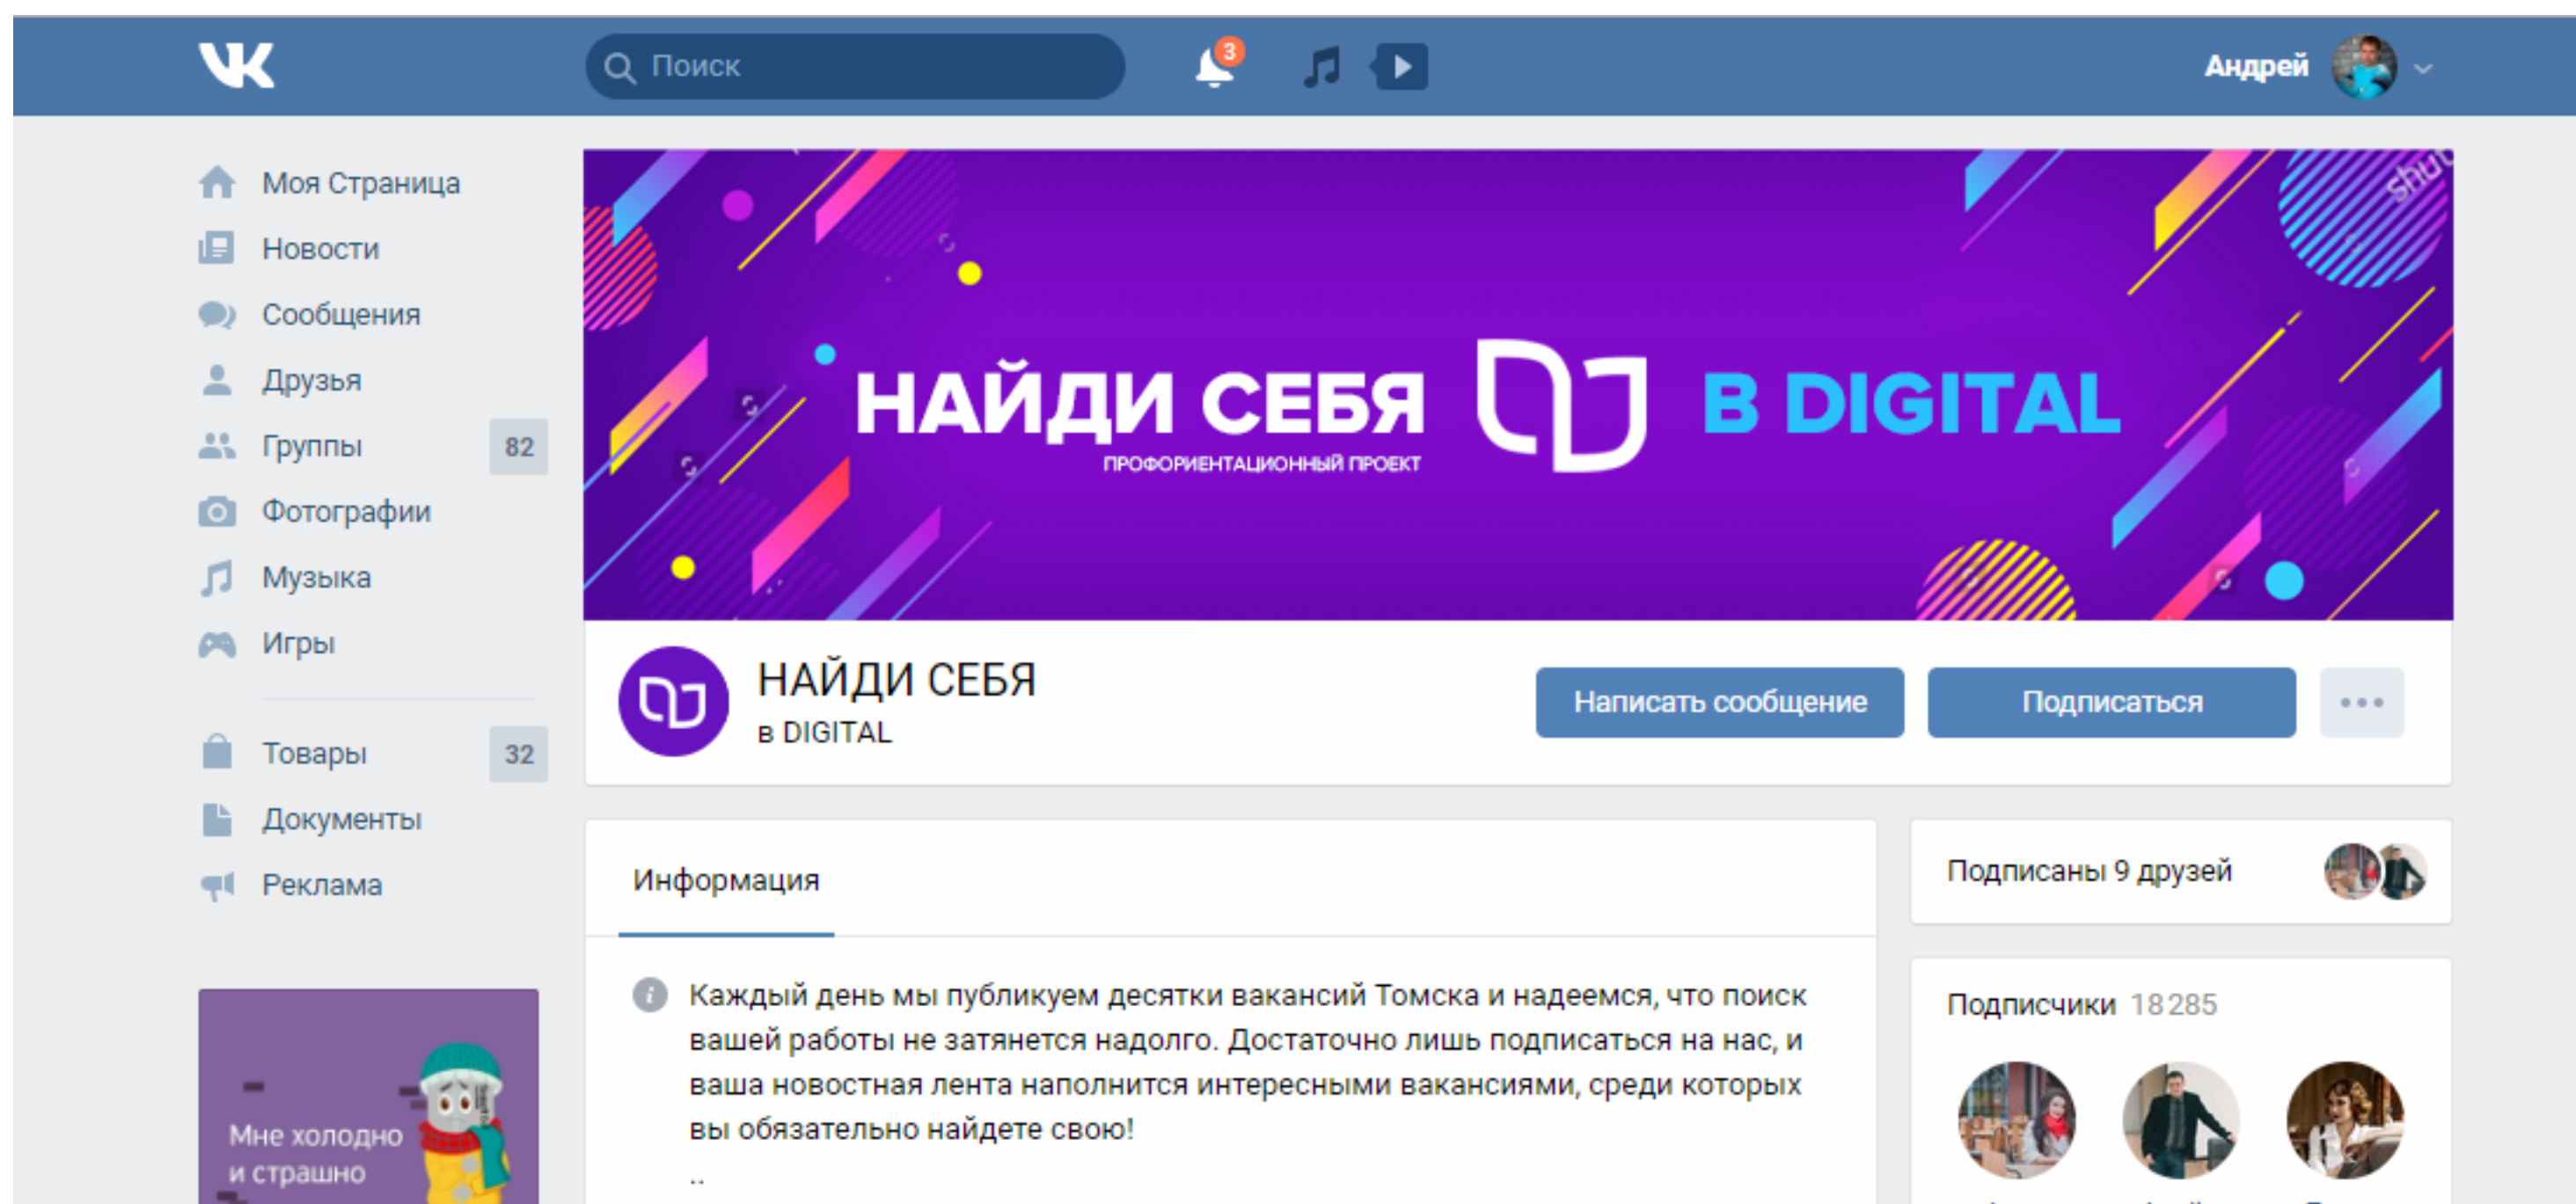 Поиск
3
Андрей
Моя Страница
Новости
Сообщения
Друзья
Группы 82
Фотографии
Музыка
Игры
Товары 32
Документы
Реклама
Мне холодно
и страшно
shut
НАЙДИ СЕБЯ В DIGITAL
ПРОФОРИЕНТАЦИОННЫЙ ПРОЕКТ
НАЙДИ СЕБЯ
в DIGITAL
Написать сообщение
Подписаться
Информация
Каждый день мы публикуем десятки вакансий Томска и надеемся, что поиск
вашей работы не затянется надолго. Достаточно лишь подписаться на нас, и
ваша новостная лента наполнится интересными вакансиями, среди которых
вы обязательно найдете свою!
..
Подписаны 9 друзей
Подписчики 18 285